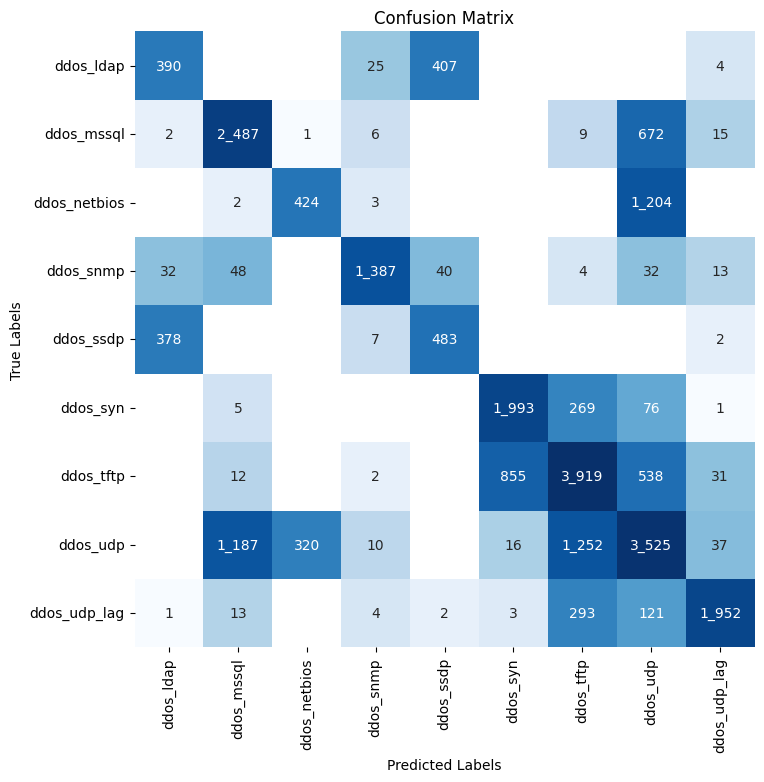 Confusion Matrix
True Labels
ddos_ldap 390 25 407 4
ddos_mssql 2 2_487 1 6 9 672 15
ddos_netbios 2 424 3 1_204
ddos_snmp 32 48 1_387 40 4 32 13
ddos_ssdp 378 7 483 2
ddos_syn 5 1_993 269 76 1
ddos_tftp 12 2 855 3_919 538 31
ddos_udp 1_187 320 10 16 1_252 3_525 37
ddos_udp_lag 1 13 4 2 3 293 121 1_952
ddos_ldap ddos_mssql ddos_netbios ddos_snmp ddos_ssdp ddos_syn ddos_tftp ddos_udp ddos_udp_lag
Predicted Labels